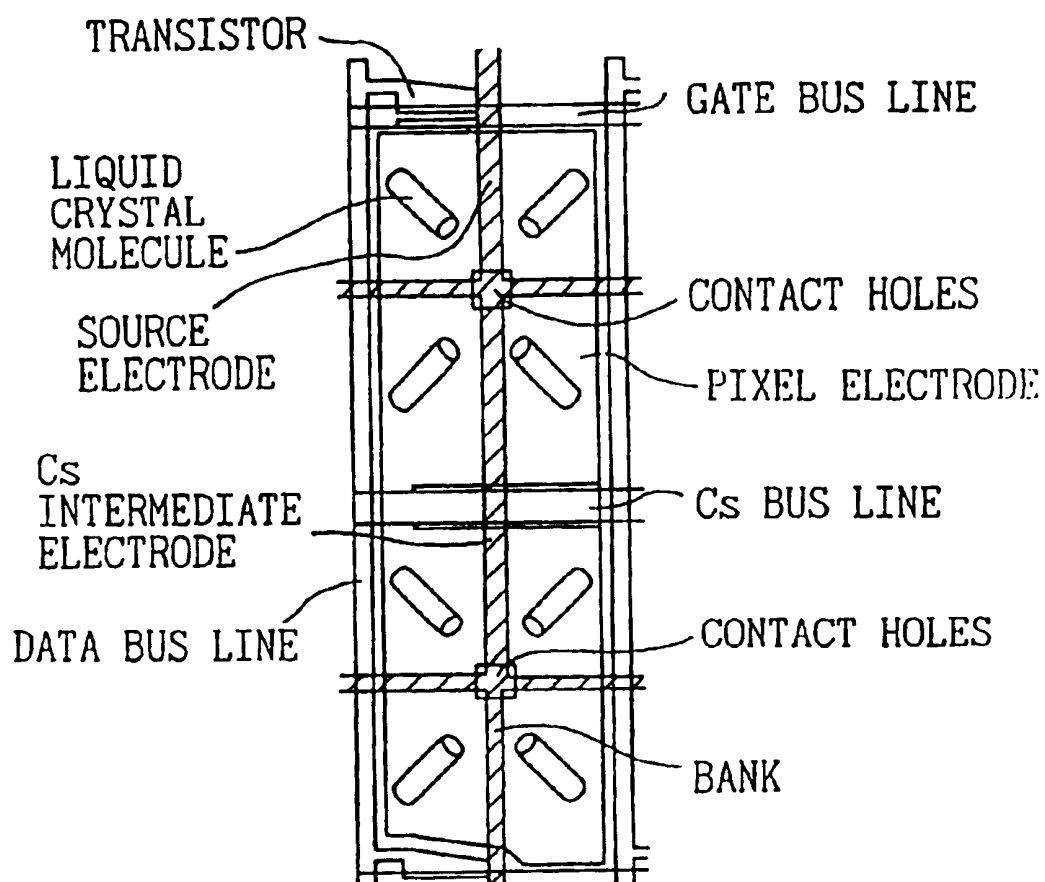 TRANSISTOR
GATE BUS LINE
LIQUID
CRYSTAL
MOLECULE
CONTACT HOLES
SOURCE
ELECTRODE
PIXEL ELECTRODE
Cs
INTERMEDIATE
ELECTRODE
Cs BUS LINE
DATA BUS LINE
CONTACT HOLES
BANK